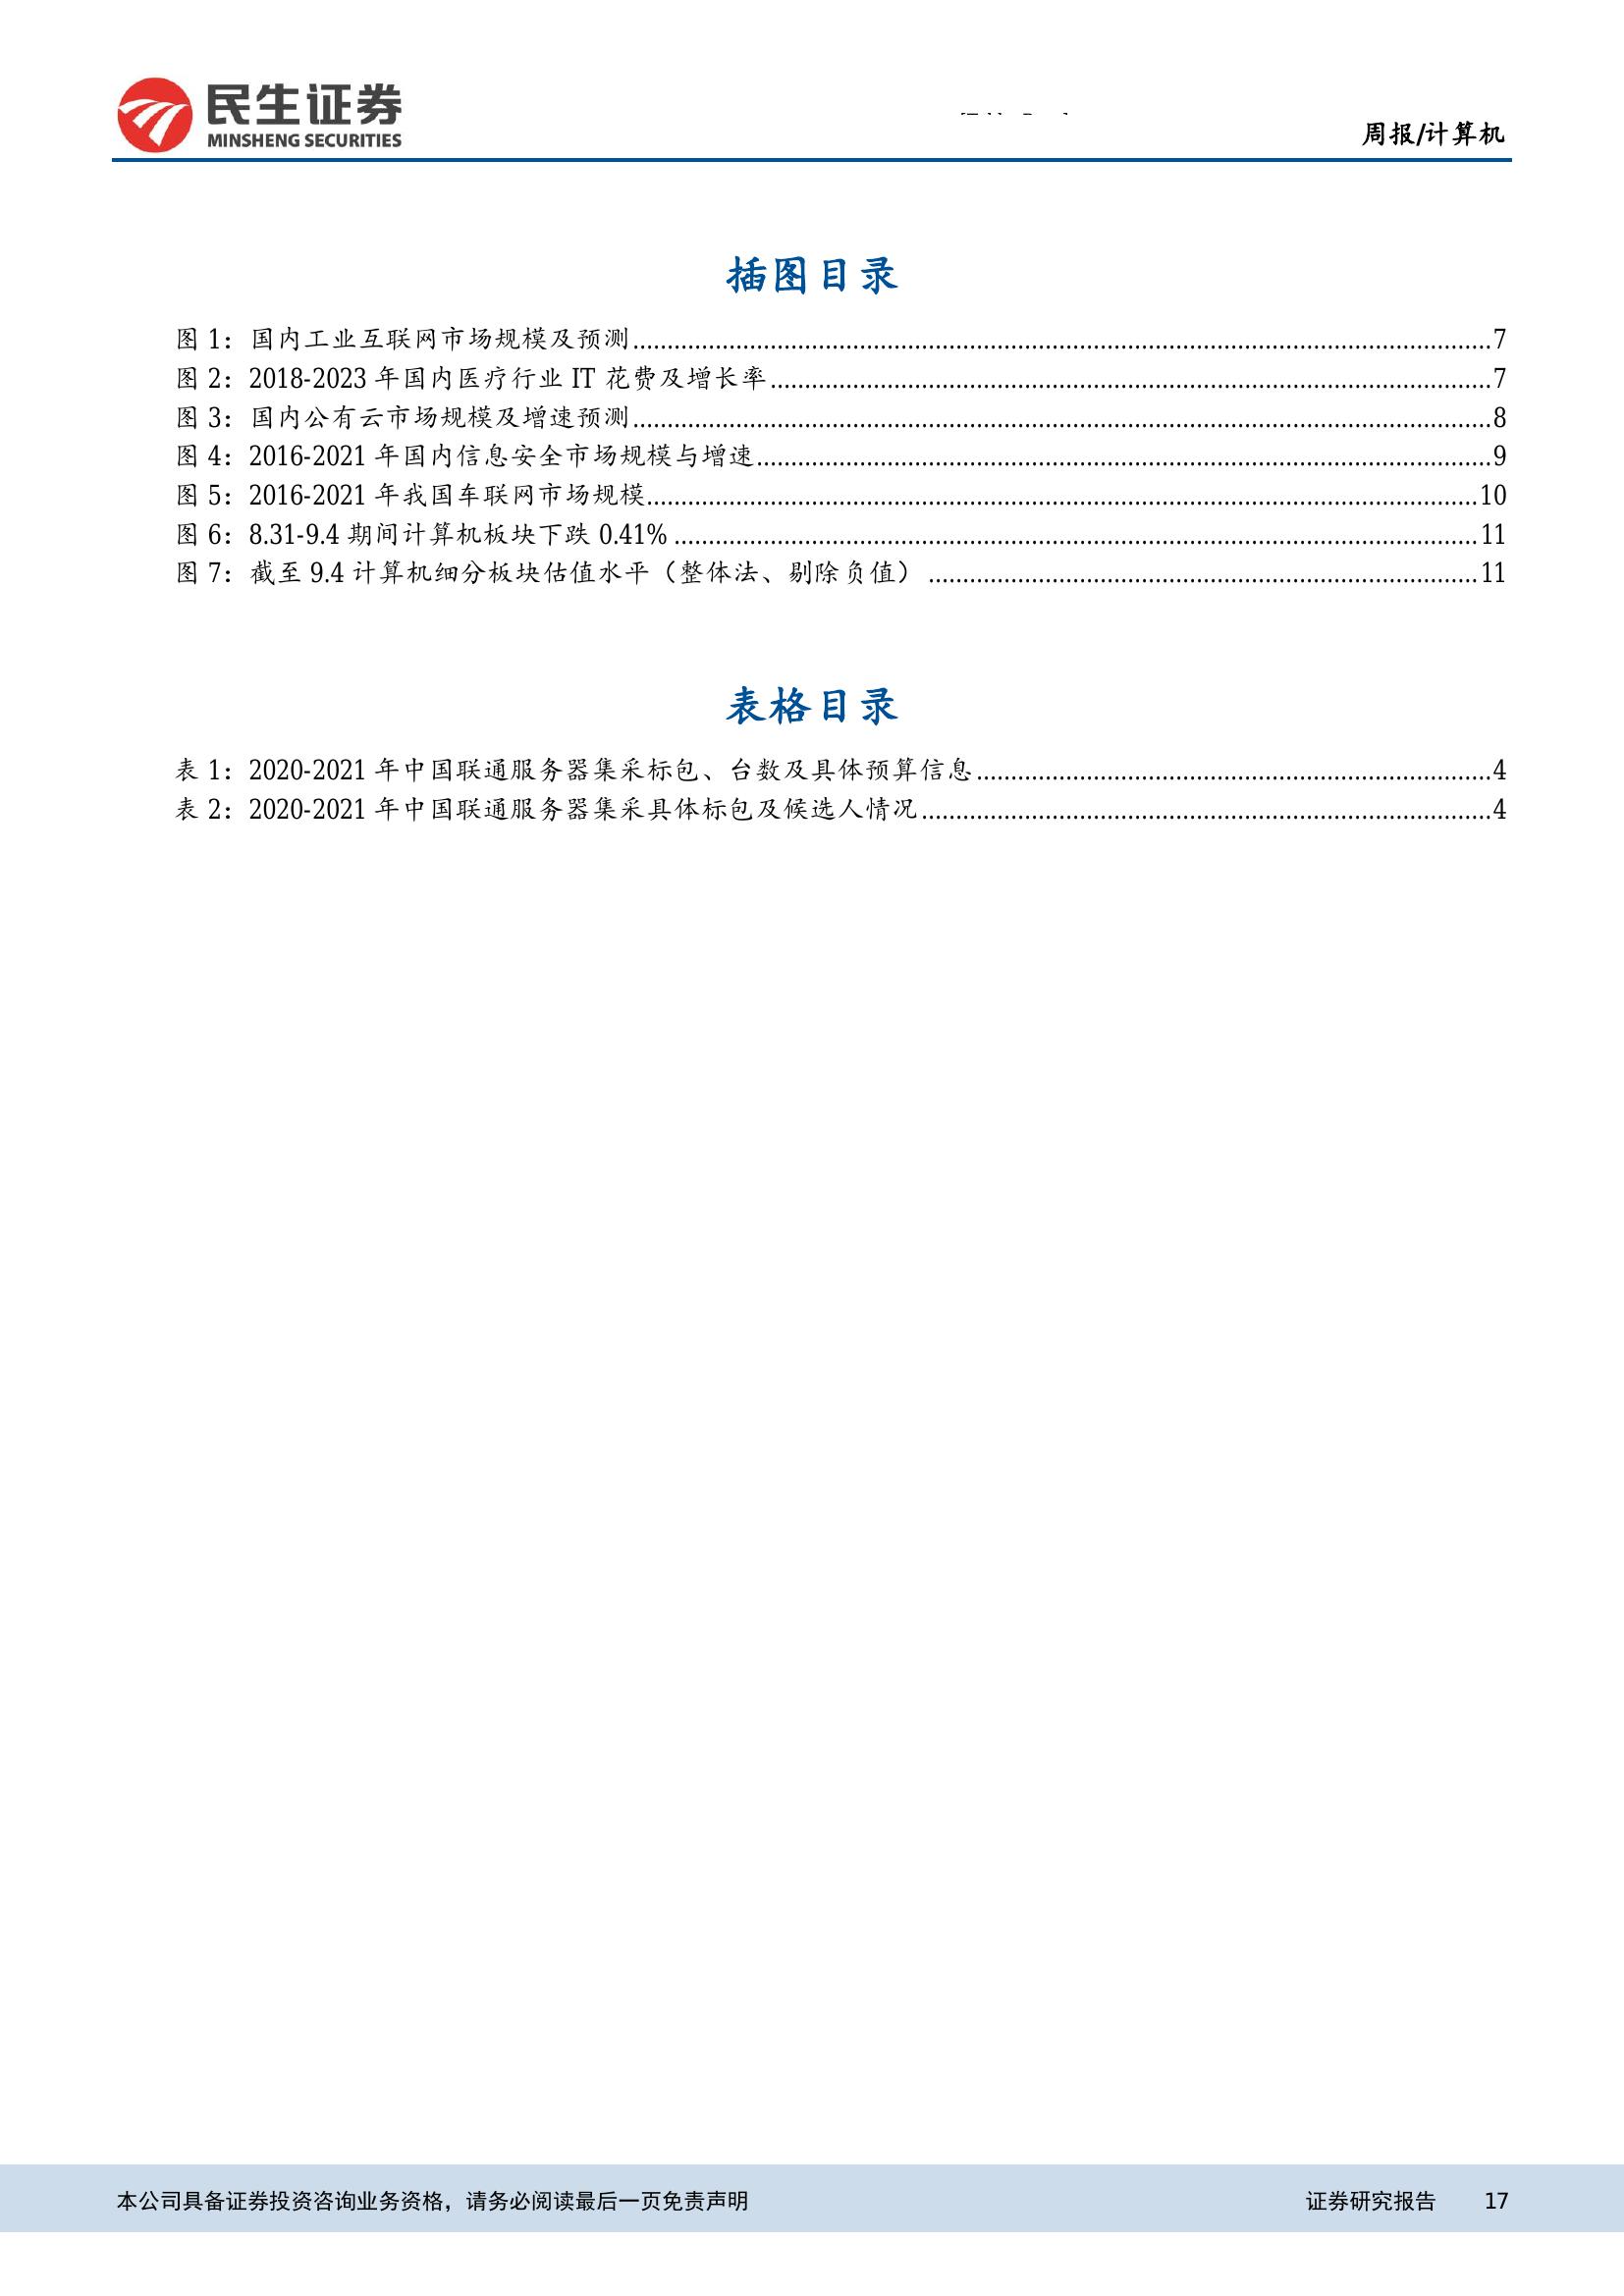 民生证券
MINSHENG SECURITIES
周报/计算机
插图目录
图 1：国内工业互联网市场规模及预测........................................7
图 2：2018-2023 年国内医疗行业 IT 花费及增长率........................................7
图 3：国内公有云市场规模及增速预测........................................8
图 4：2016-2021 年国内信息安全市场规模与增速........................................9
图 5：2016-2021 年我国车联网市场规模........................................10
图 6：8.31-9.4 期间计算机板块下跌 0.41%........................................11
图 7：截至 9.4 计算机细分板块估值水平（整体法、剔除负值）........................................11
表格目录
表 1：2020-2021 年中国联通服务器集采标包、台数及具体预算信息........................................4
表 2：2020-2021 年中国联通服务器集采具体标包及候选人情况........................................4
本公司具备证券投资咨询业务资格，请务必阅读最后一页免责声明
证券研究报告 17